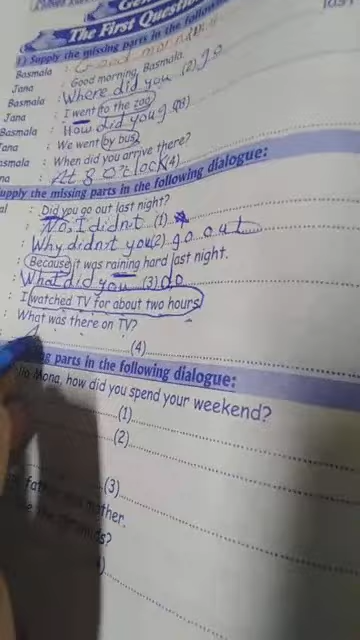 The First Question
1) Supply the missing parts in the following
Basmala : Good morning (1)
Jana : Good morning, Basmala.
Basmala : Where did you (2) go
Jana : I went to the zoo
Basmala : How did you go (3)
Jana : We went by bus.
Basmala : When did you arrive there?
: At 8 o'clock (4)
Supply the missing parts in the following dialogue:
: Did you go out last night?
: No, I didn't (1)
: Why didn't you (2) go out
: Because it was raining hard last night.
: What did you (3) do
: I watched TV for about two hours
: What was there on TV?
(4)
parts in the following dialogue:
Mona, how did you spend your weekend?
(1)
(2)
(3)